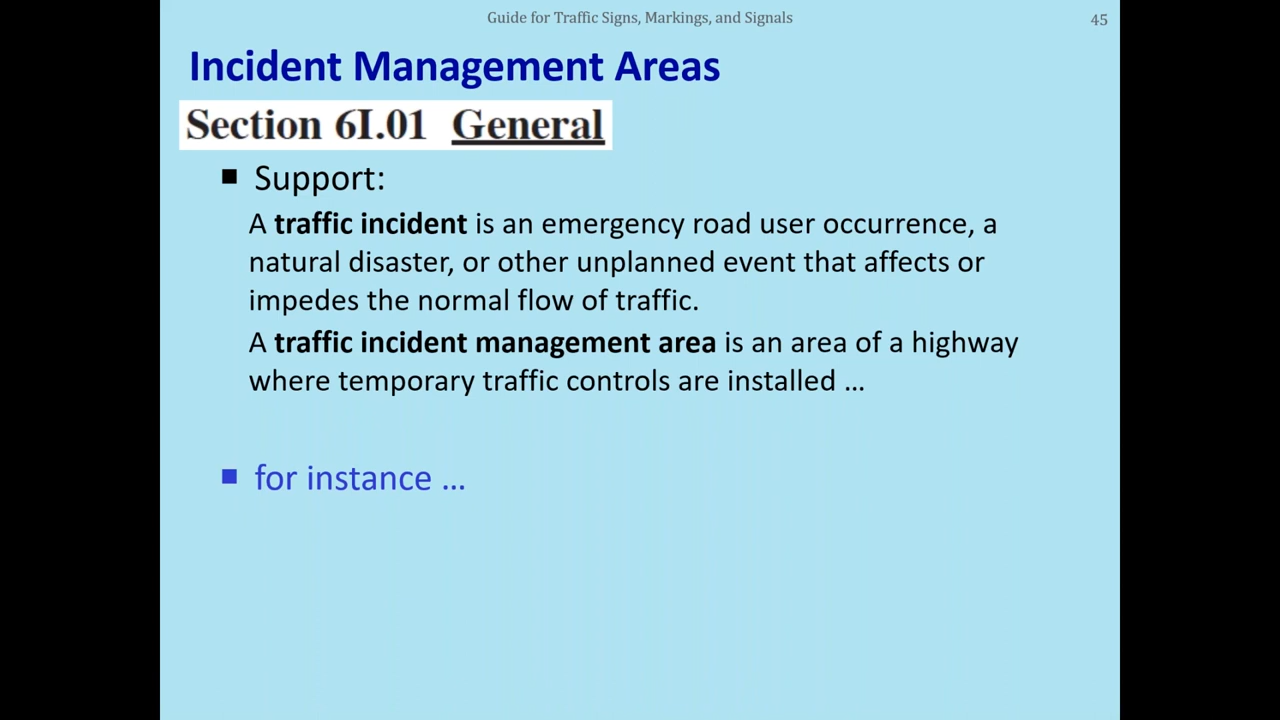 Guide for Traffic Signs, Markings, and Signals
45
Incident Management Areas
Section 6I.01 General
■ Support:
A traffic incident is an emergency road user occurrence, a
natural disaster, or other unplanned event that affects or
impedes the normal flow of traffic.
A traffic incident management area is an area of a highway
where temporary traffic controls are installed …
■ for instance …